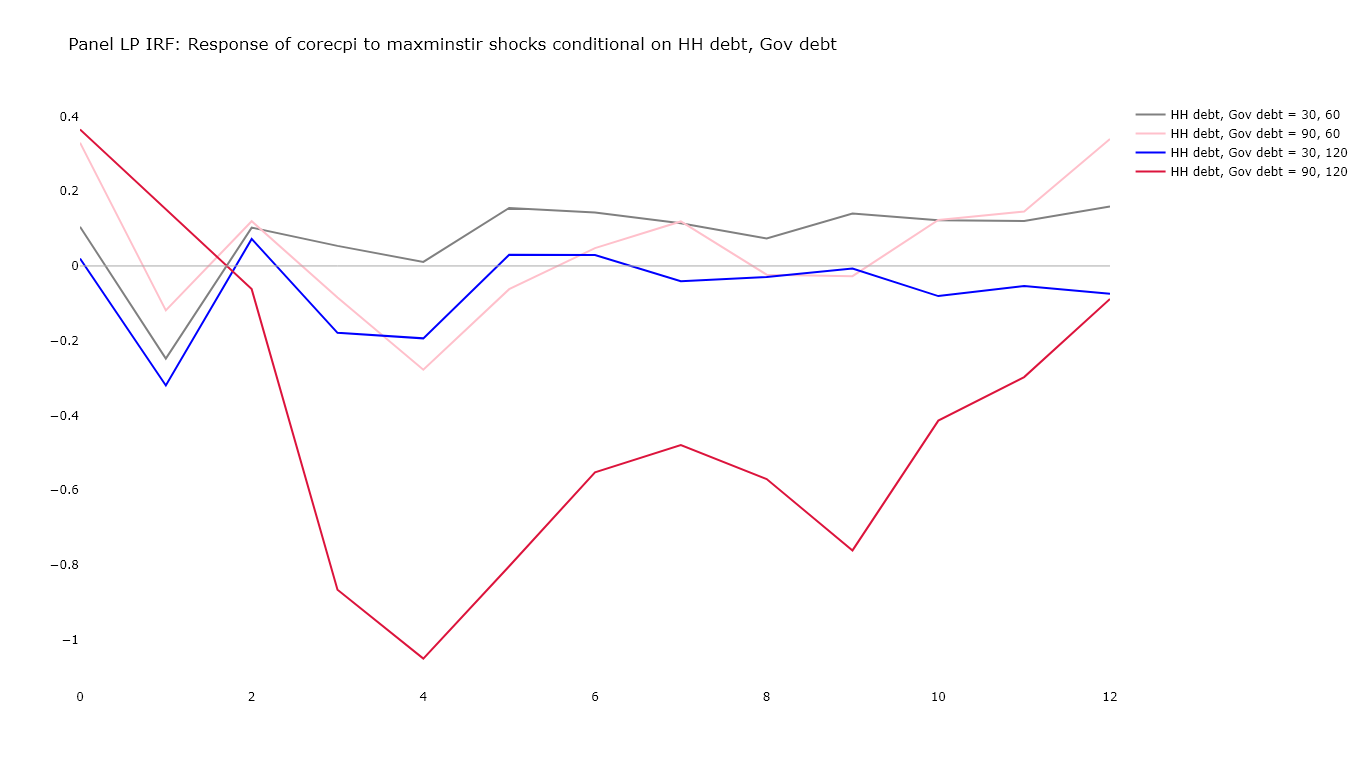 Panel LP IRF: Response of corecpi to maxminstir shocks conditional on HH debt, Gov debt
HH debt, Gov debt = 30, 60
HH debt, Gov debt = 90, 60
HH debt, Gov debt = 30, 120
HH debt, Gov debt = 90, 120
0.4
0.2
0
−0.2
−0.4
−0.6
−0.8
−1
0 2 4 6 8 10 12